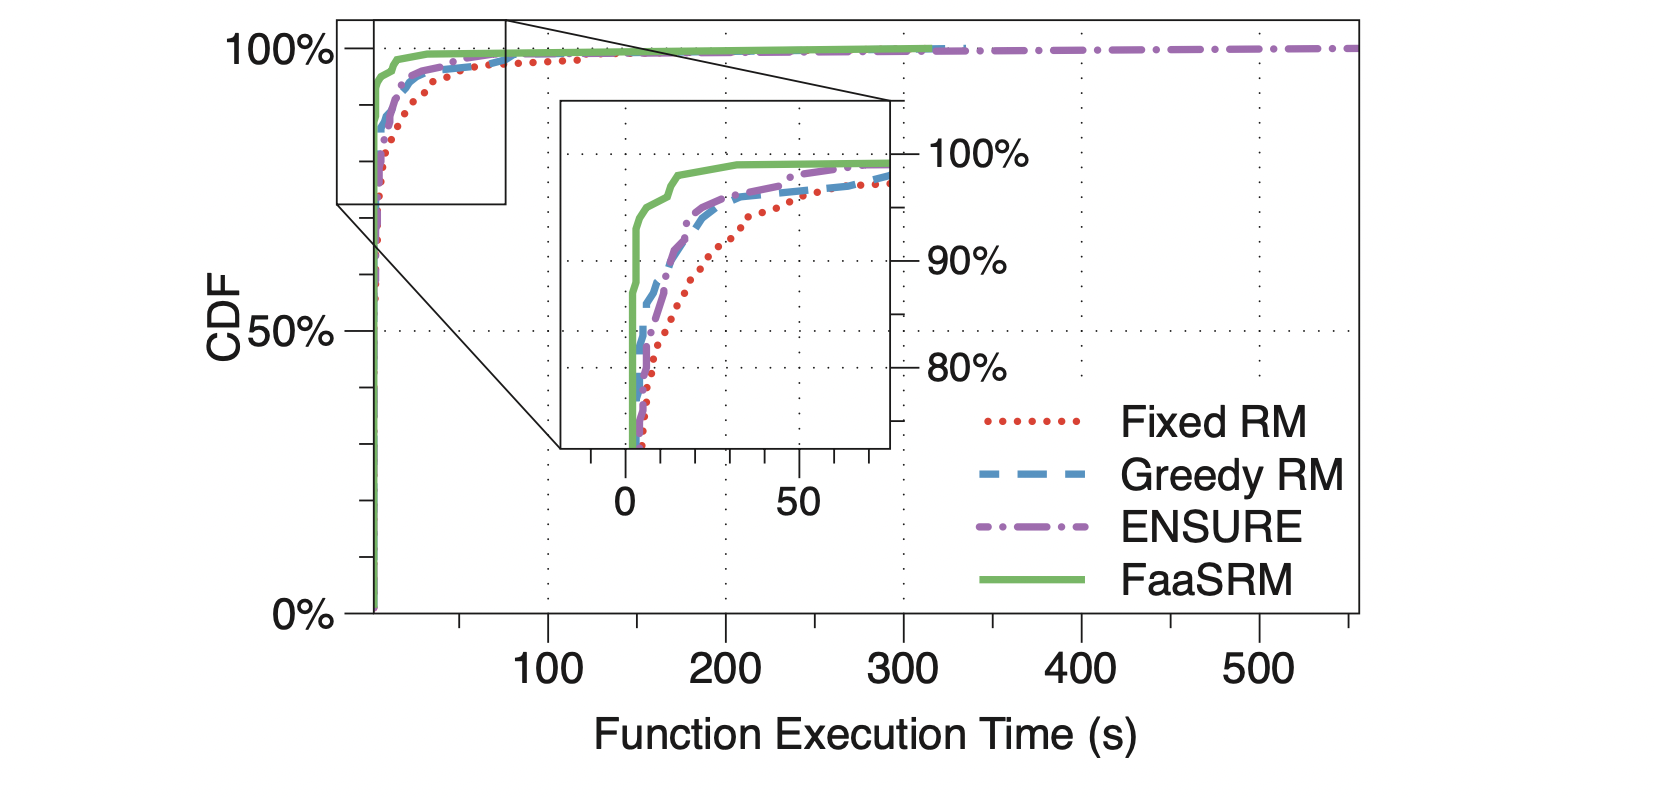 100%
50%
0%
CDF
100%
90%
80%
0 50
Fixed RM
Greedy RM
ENSURE
FaaSRM
100 200 300 400 500
Function Execution Time (s)